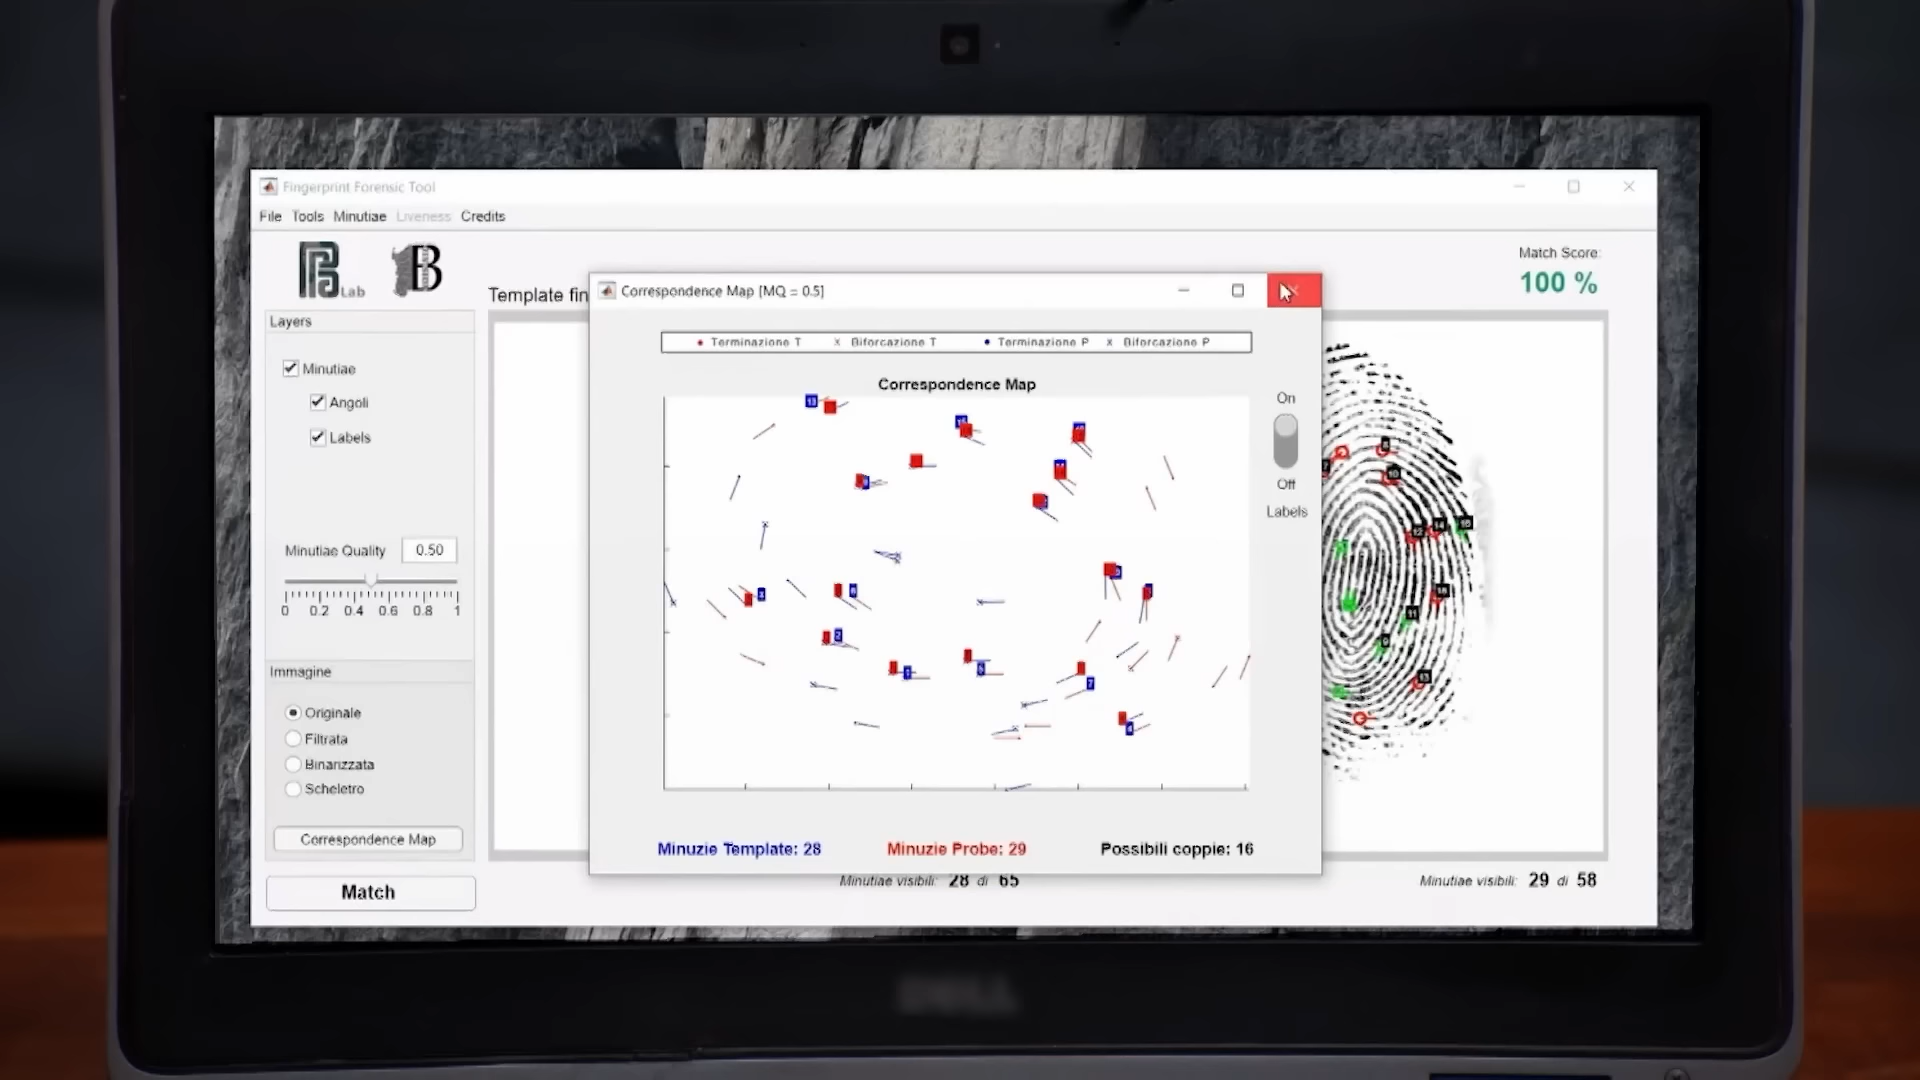 Fingerprint Forensic Tool
File Tools Minutiae Liveness Credits
Lab
B
Match Score:
100 %
Template fin
Correspondence Map [MQ = 0.5]
Layers
Minutiae
Angoli
Labels
Minutiae Quality 0.50
0 0.2 0.4 0.6 0.8 1
Immagine
Originale
Filtrata
Binarizzata
Scheletro
Correspondence Map
Match
Terminazione T Biforcazione T Terminazione P Biforcazione P
Correspondence Map
On
Off
Labels
Minuzie Template: 28 Minuzie Probe: 29 Possibili coppie: 16
Minutiae visibili: 28 di 65
Minutiae visibili: 29 di 58
DELL